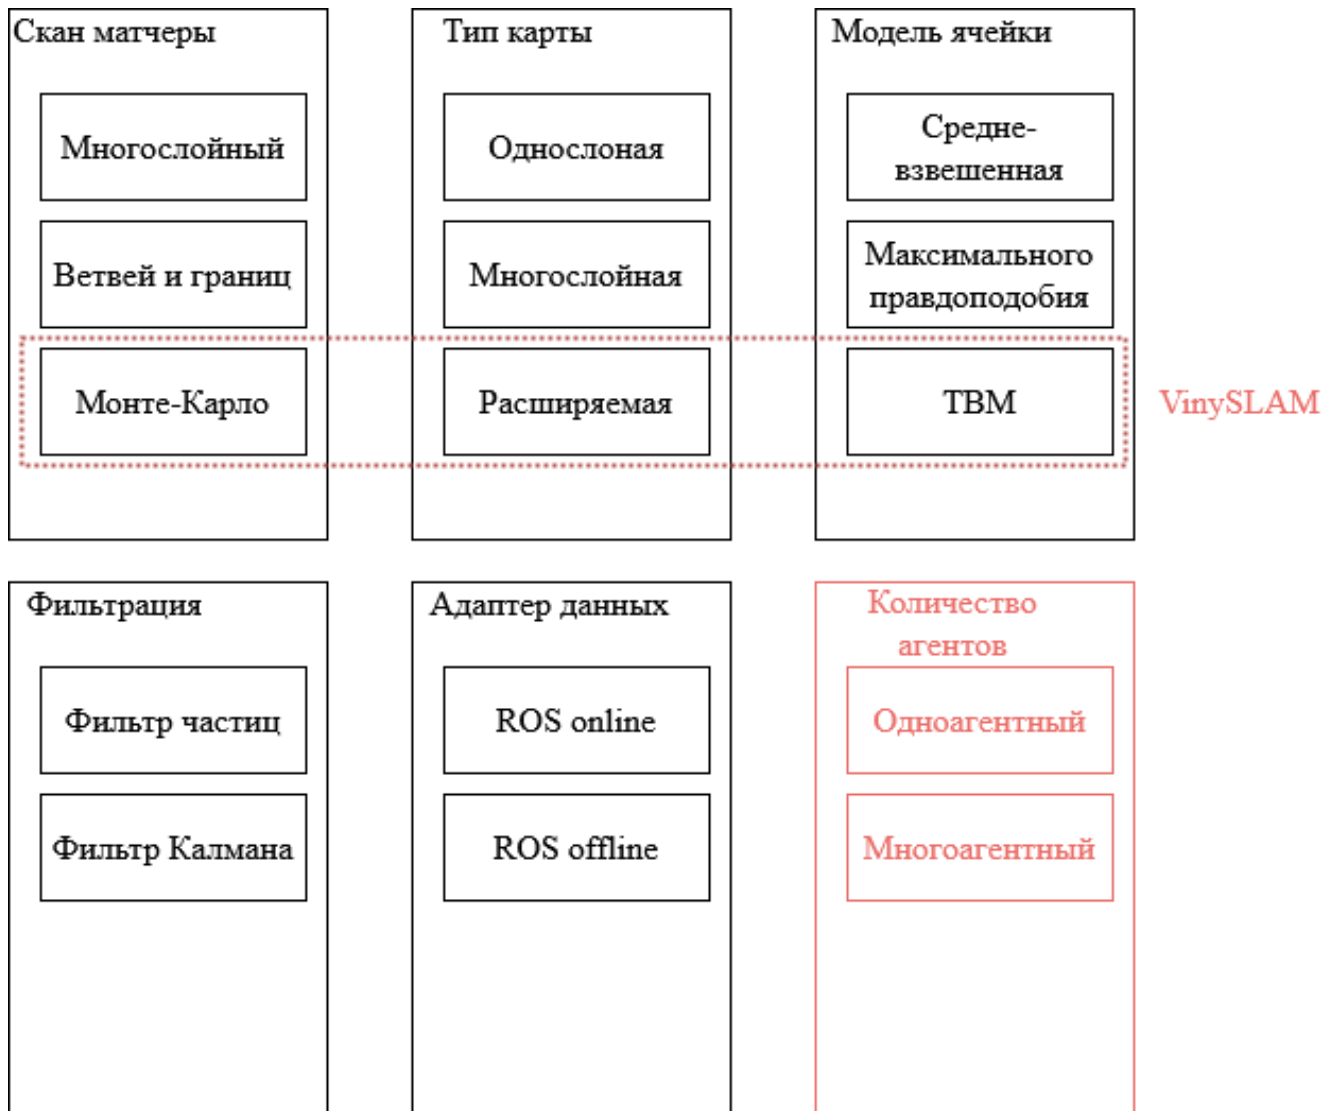 Скан матчеры
Тип карты
Модель ячейки
Многослойный
Однослоная
Средне-
взвешенная
Ветвей и границ
Многослойная
Максимального
правдоподобия
Монте-Карло
Расширяемая
TBM
VinySLAM
Фильтрация
Адаптер данных
Количество
агентов
Фильтр частиц
ROS online
Одноагентный
Фильтр Калмана
ROS offline
Многоагентный